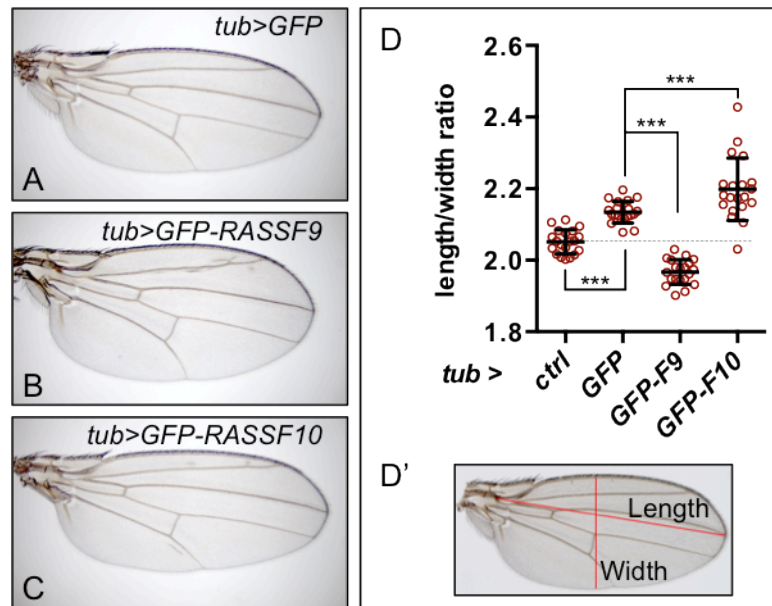 tub>GFP
A
tub>GFP-RASSF9
B
tub>GFP-RASSF10
C
D
length/width ratio
2.6
2.4
2.2
2.0
1.8
***
***
***
tub > ctrl GFP GFP-F9 GFP-F10
D'
Length
Width